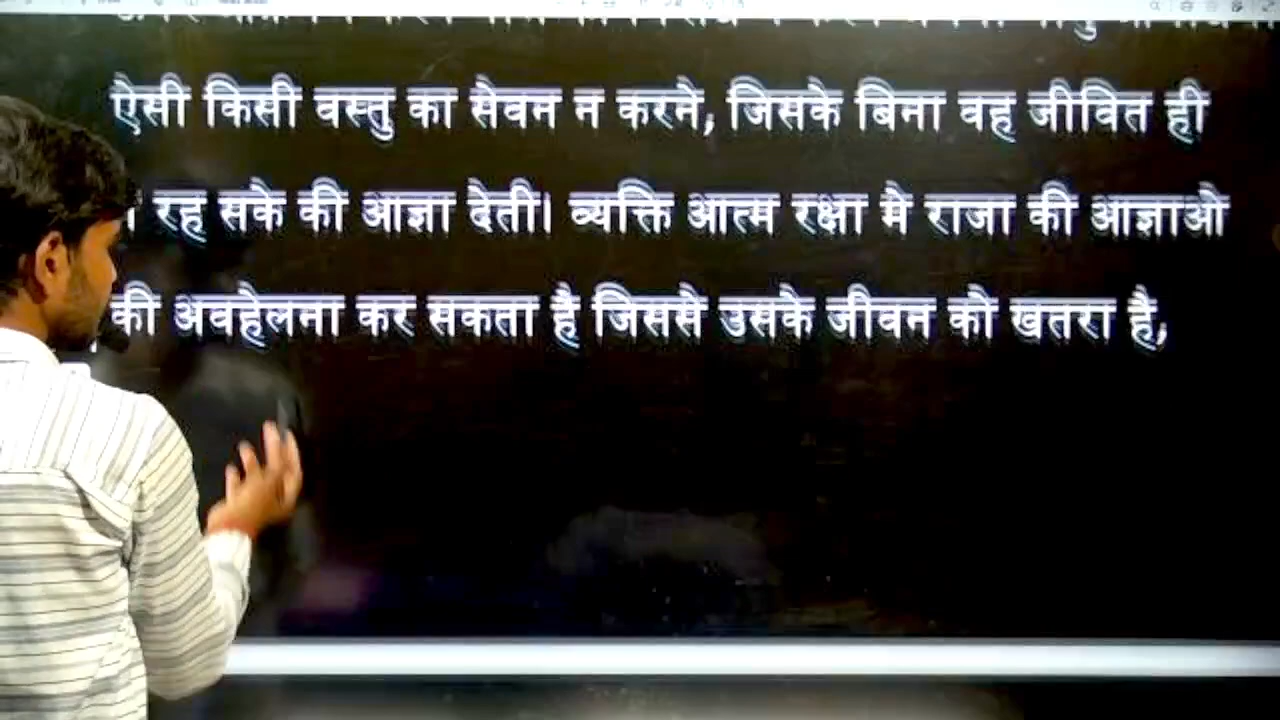 ऐसी किसी वस्तु का सेवन न करने, जिसके बिना वह जीवित ही
रह सके की आज्ञा देती। व्यक्ति आत्म रक्षा मे राजा की आज्ञाओ
की अवहेलना कर सकता है जिससे उसके जीवन को खतरा है,